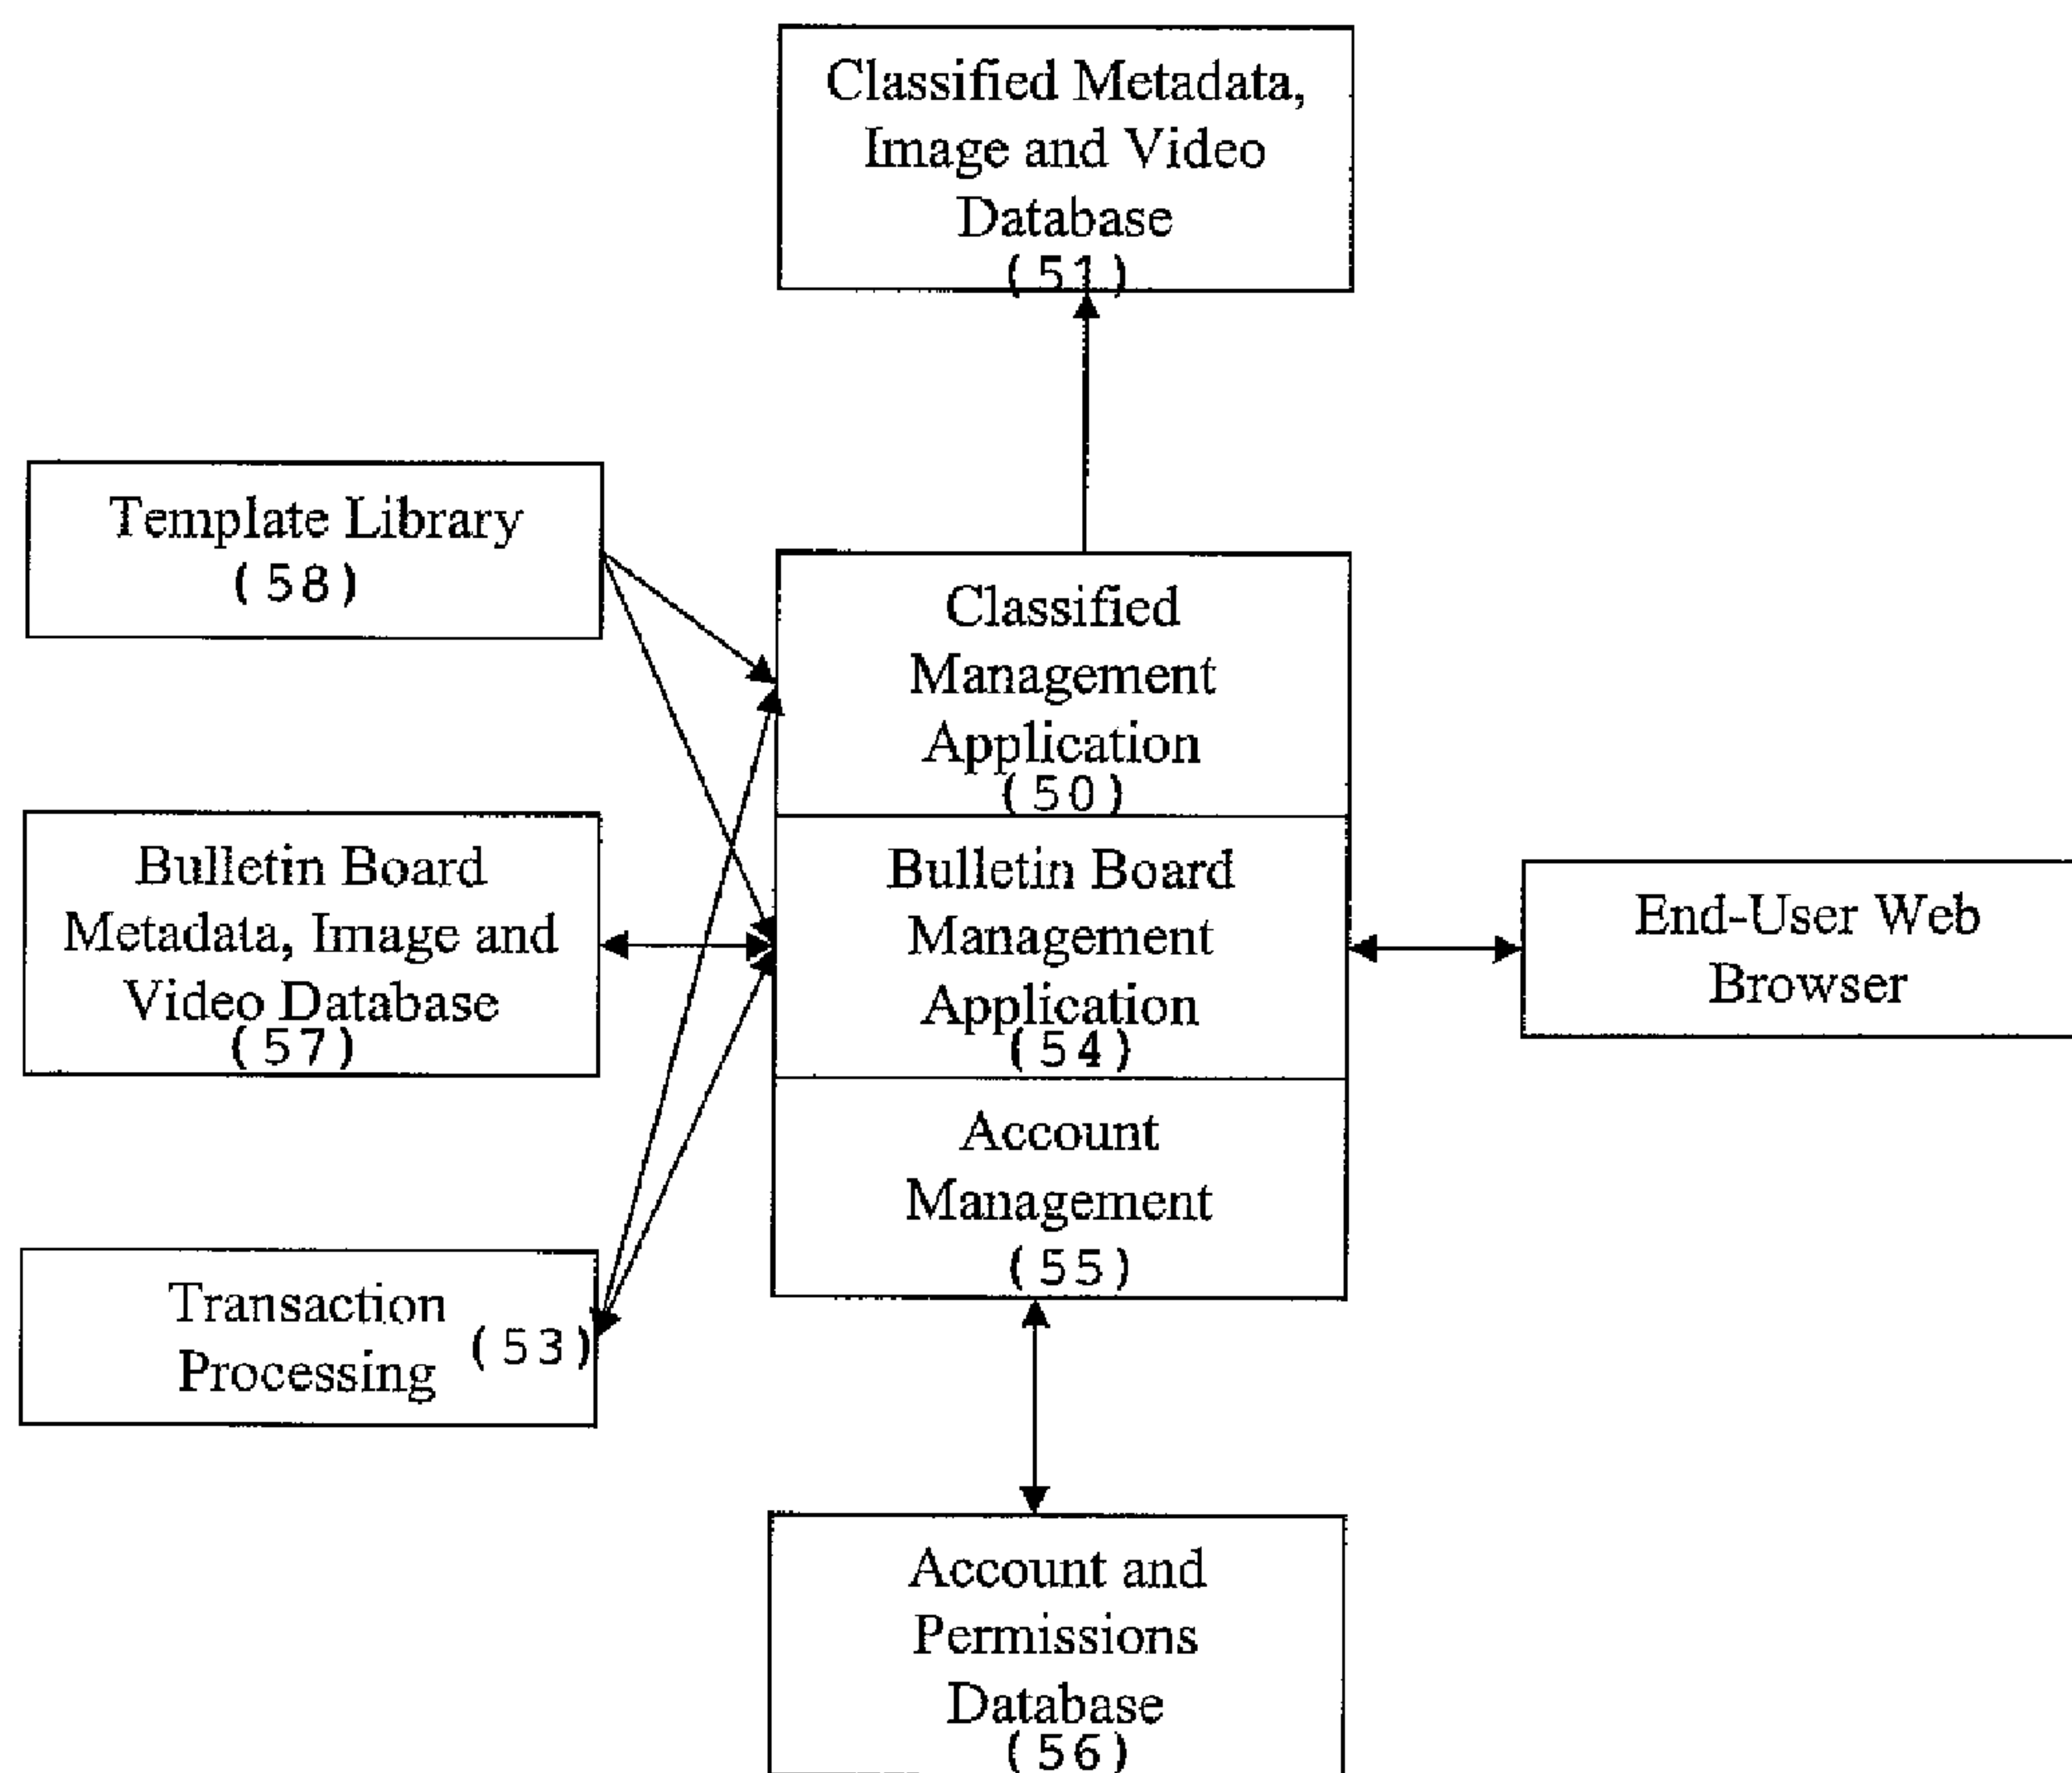 Classified Metadata,
Image and Video
Database
(51)
Template Library
(58)
Classified
Management
Application
(50)
Bulletin Board
Metadata, Image and
Video Database
(57)
Bulletin Board
Management
Application
(54)
End-User Web
Browser
Account
Management
(55)
Transaction
Processing (53)
Account and
Permissions
Database
(56)